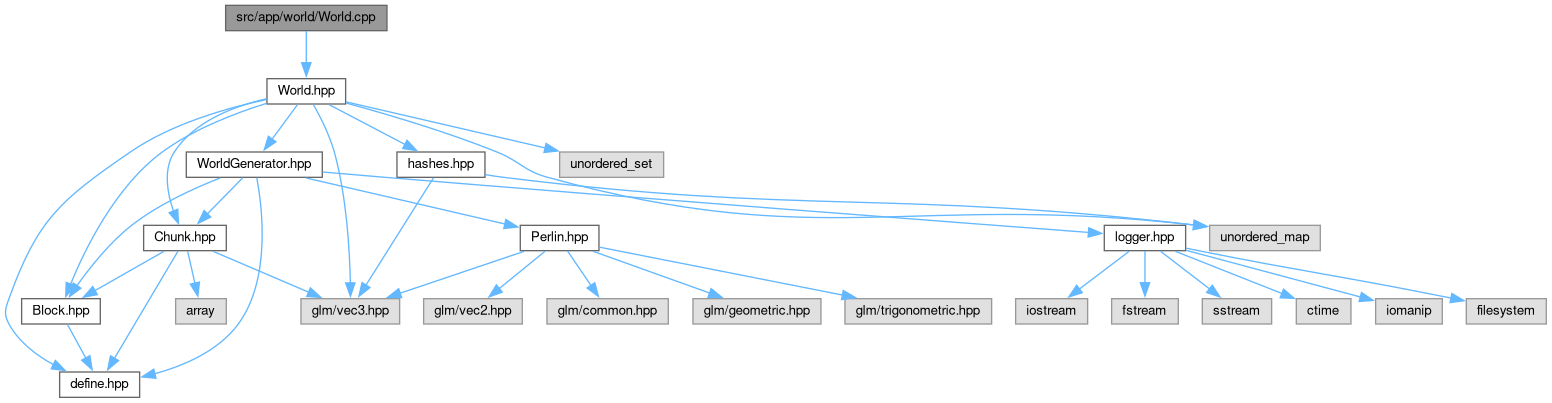 src/app/world/World.cpp
World.hpp
WorldGenerator.hpp
hashes.hpp
unordered_set
Chunk.hpp
Perlin.hpp
logger.hpp
unordered_map
Block.hpp
array
glm/vec3.hpp
glm/vec2.hpp
glm/common.hpp
glm/geometric.hpp
glm/trigonometric.hpp
iostream
fstream
sstream
ctime
iomanip
filesystem
define.hpp